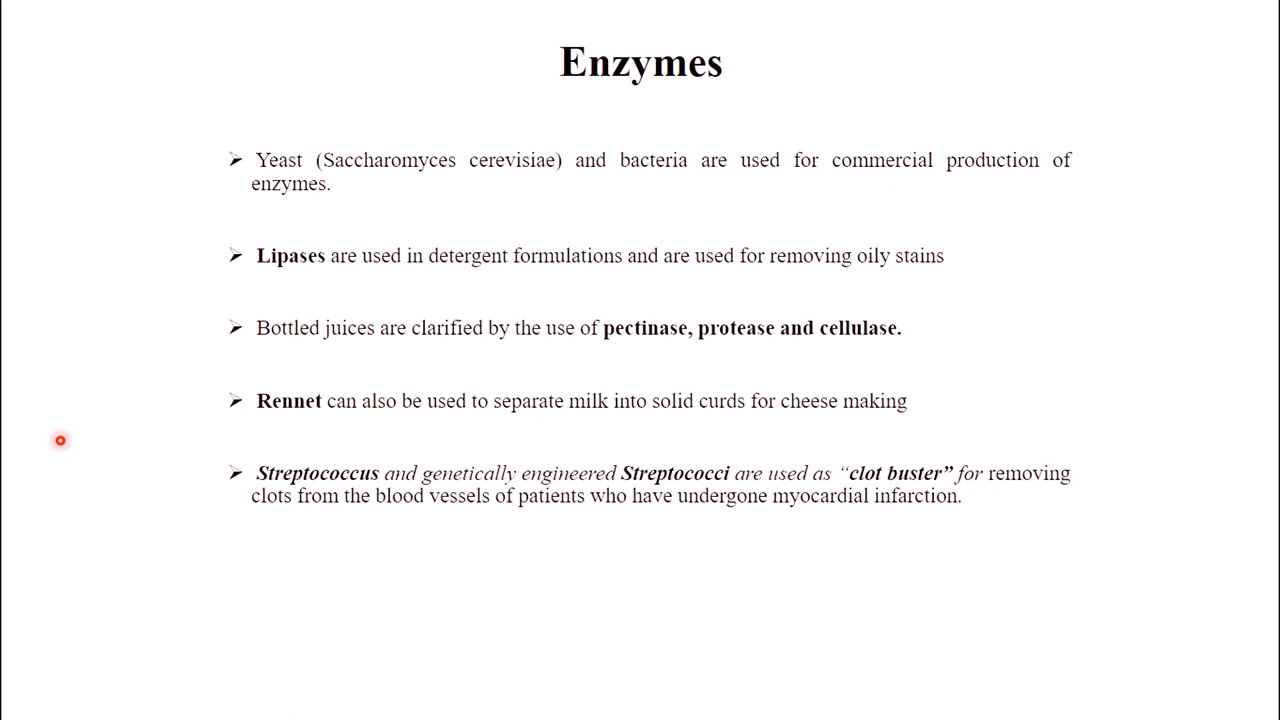 Enzymes
➢ Yeast (Saccharomyces cerevisiae) and bacteria are used for commercial production of
enzymes.
➢ Lipases are used in detergent formulations and are used for removing oily stains
➢ Bottled juices are clarified by the use of pectinase, protease and cellulase.
➢ Rennet can also be used to separate milk into solid curds for cheese making
➢ Streptococcus and genetically engineered Streptococci are used as “clot buster” for removing
clots from the blood vessels of patients who have undergone myocardial infarction.